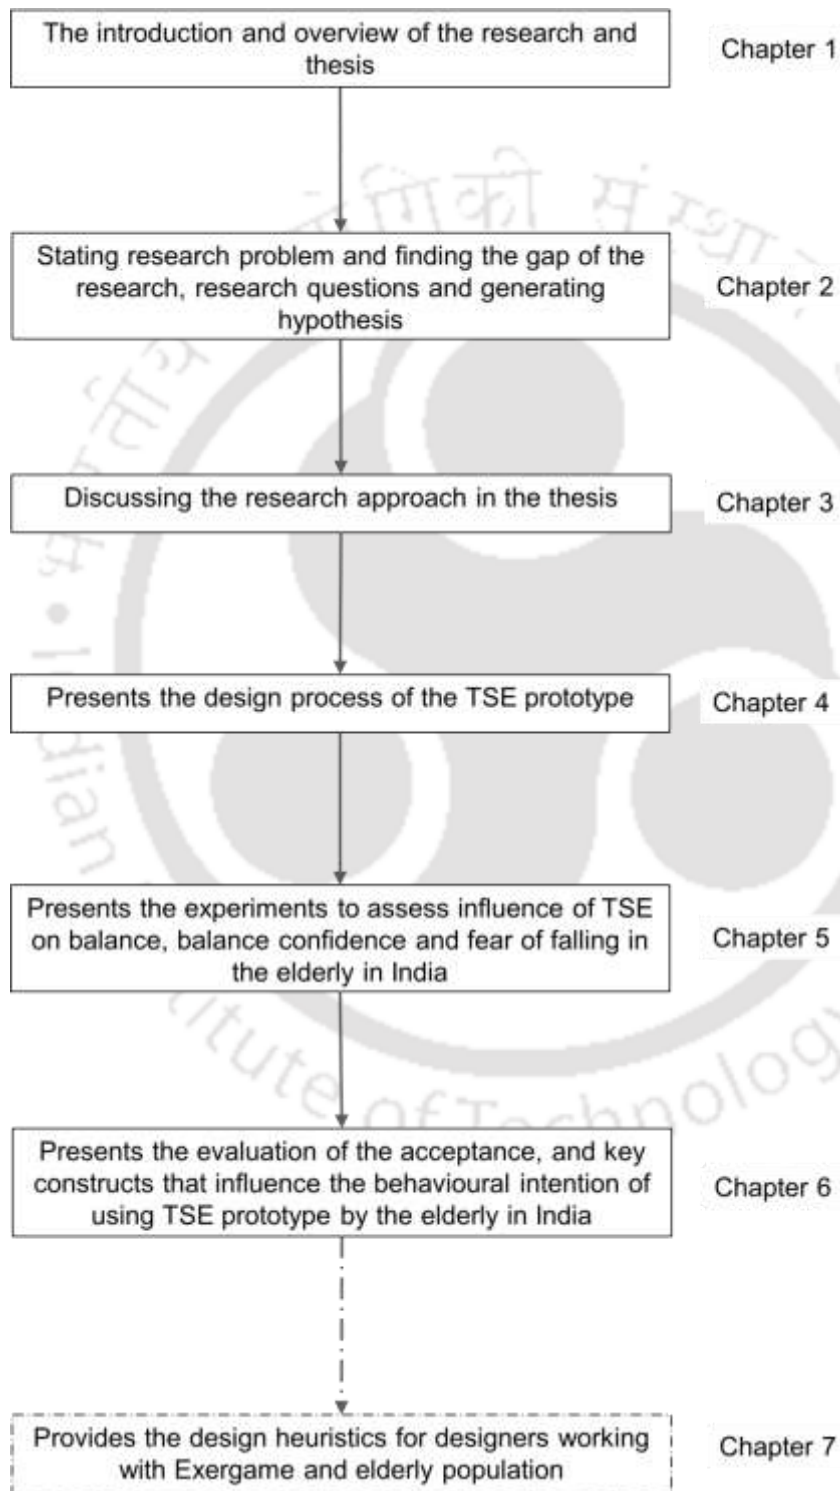 The introduction and overview of the research and
thesis
Chapter 1
Stating research problem and finding the gap of the
research, research questions and generating
hypothesis
Chapter 2
Discussing the research approach in the thesis
Chapter 3
Presents the design process of the TSE prototype
Chapter 4
Presents the experiments to assess influence of TSE
on balance, balance confidence and fear of falling in
the elderly in India
Chapter 5
Presents the evaluation of the acceptance, and key
constructs that influence the behavioural intention of
using TSE prototype by the elderly in India
Chapter 6
Provides the design heuristics for designers working
with Exergame and elderly population
Chapter 7
of Technology